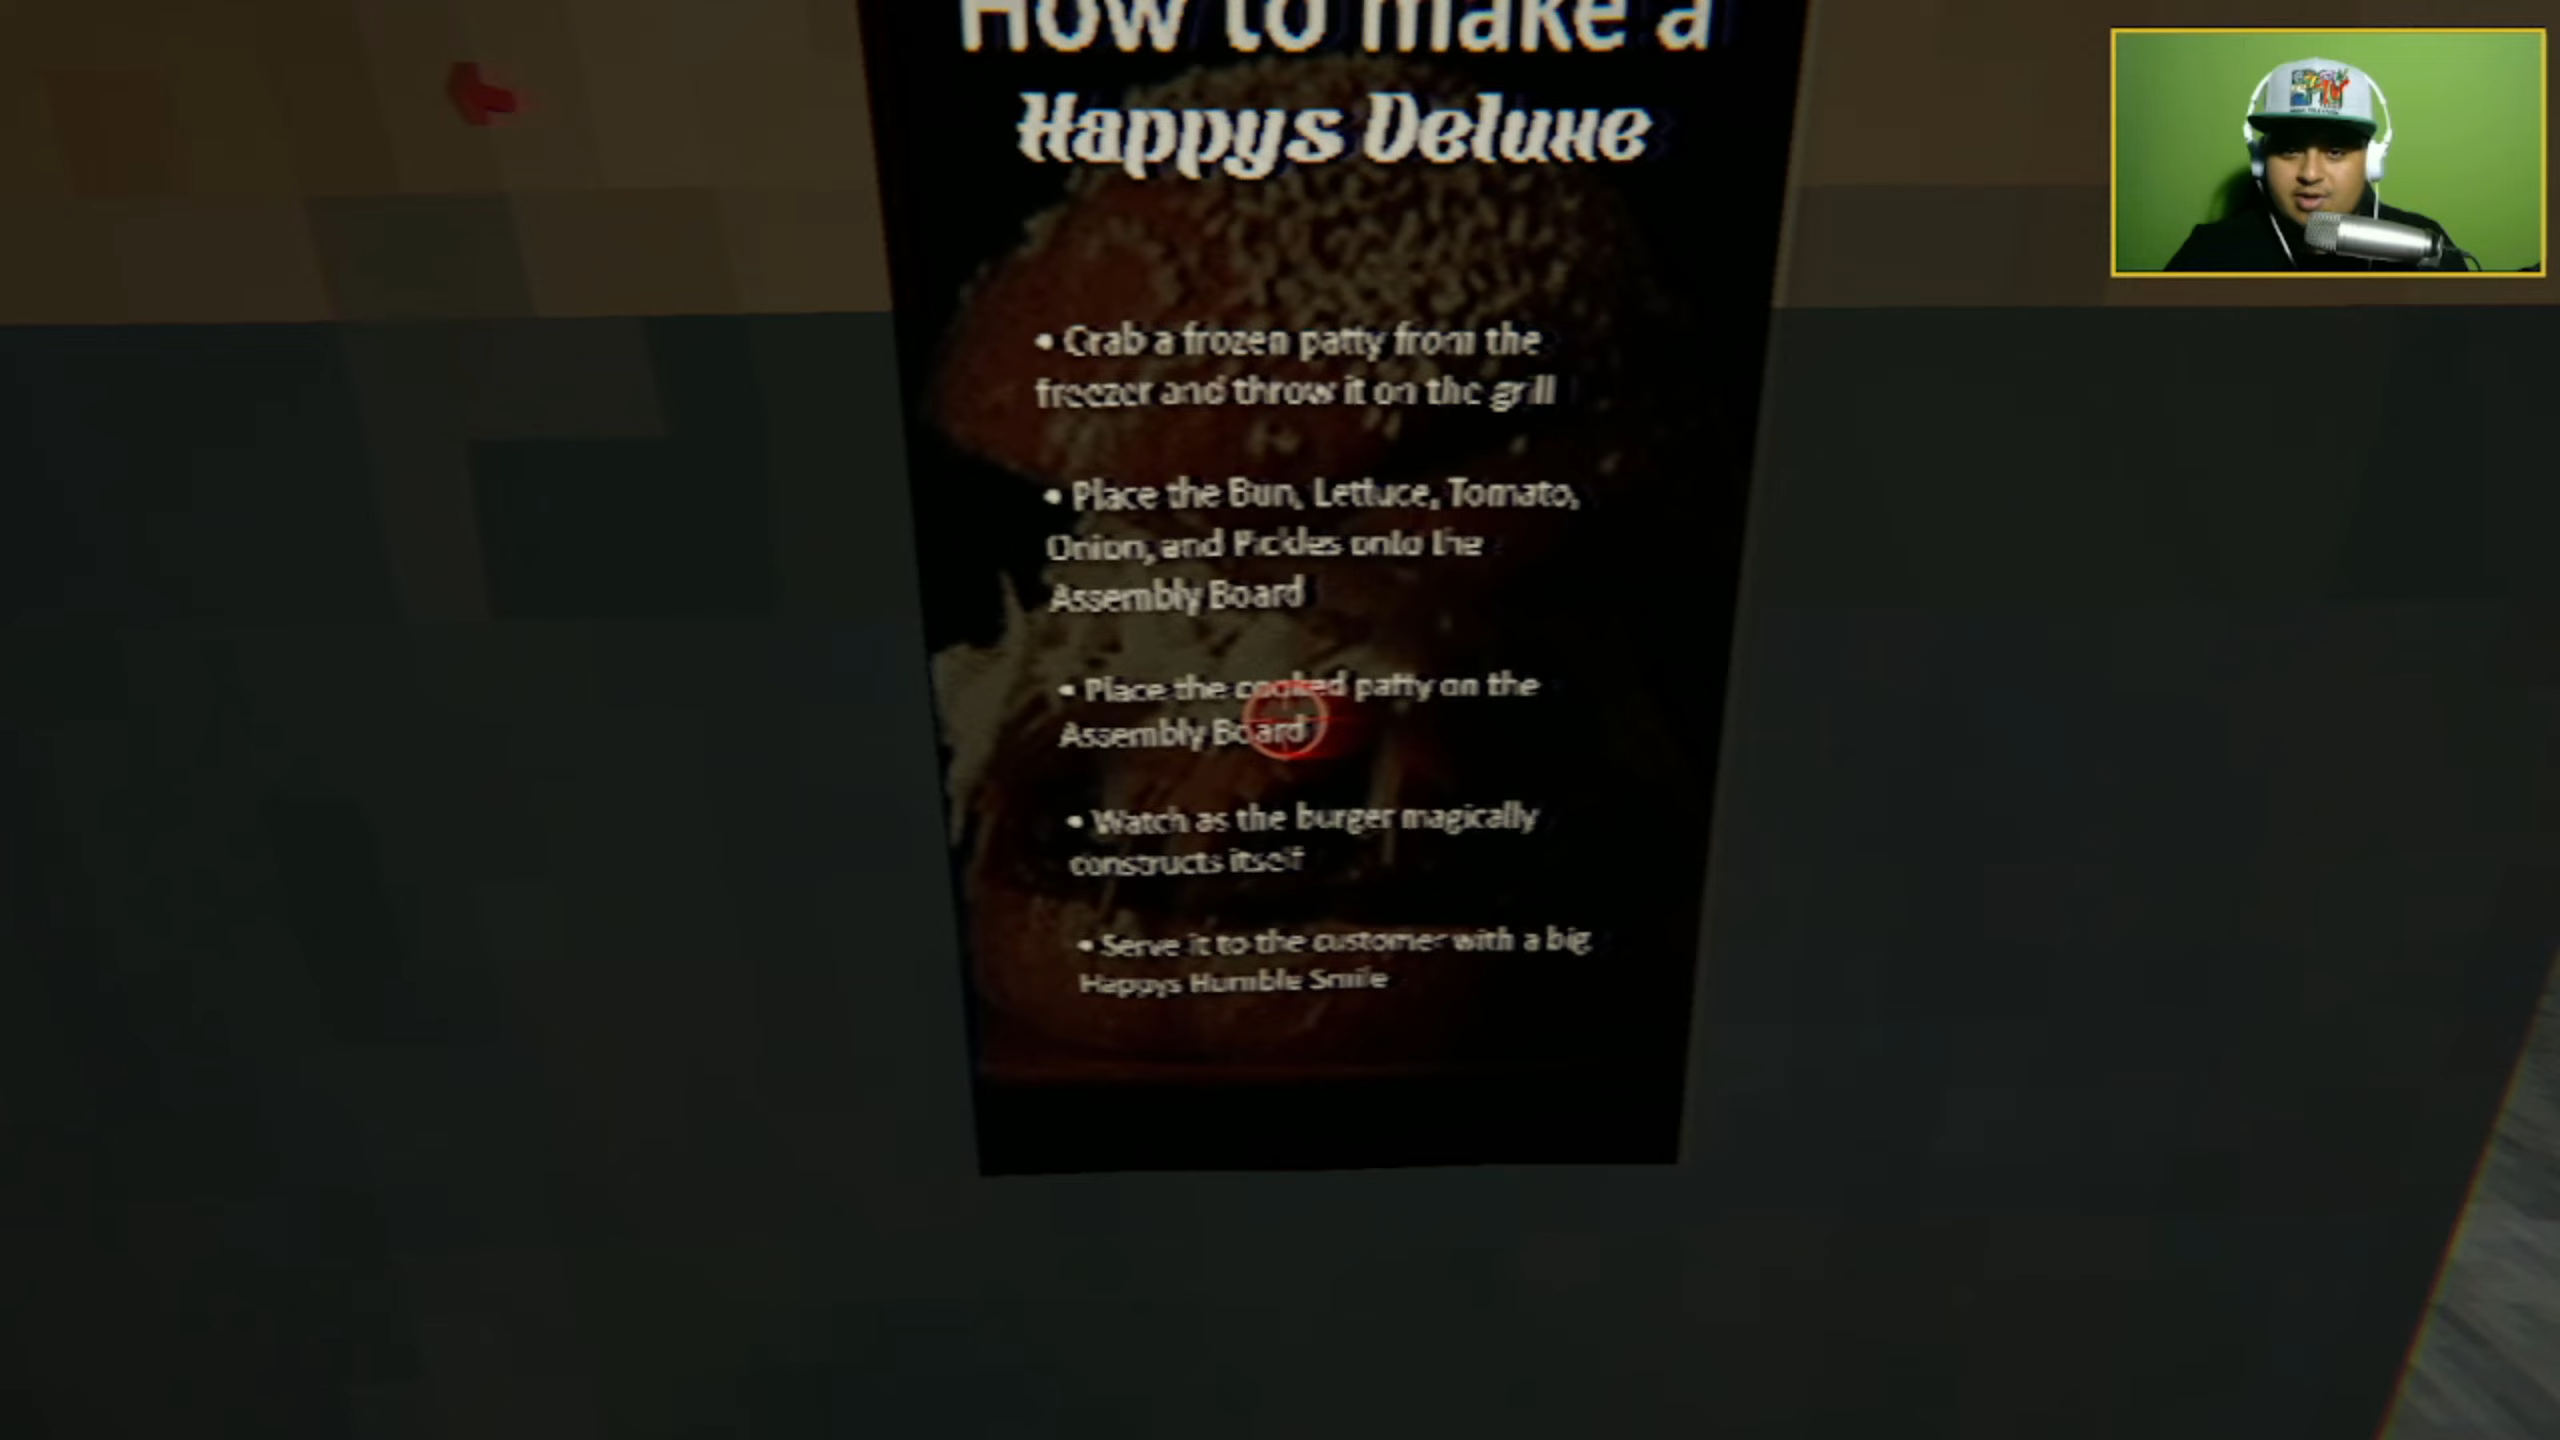 How to make a
Happys Deluxe
• Grab a frozen patty from the
freezer and throw it on the grill
• Place the Bun, Lettuce, Tomato,
Onion, and Pickles onto the
Assembly Board
• Place the cooked patty on the
Assembly Board
• Watch as the burger magically
constructs itself
• Serve it to the customer with a big
Happys Humble Smile